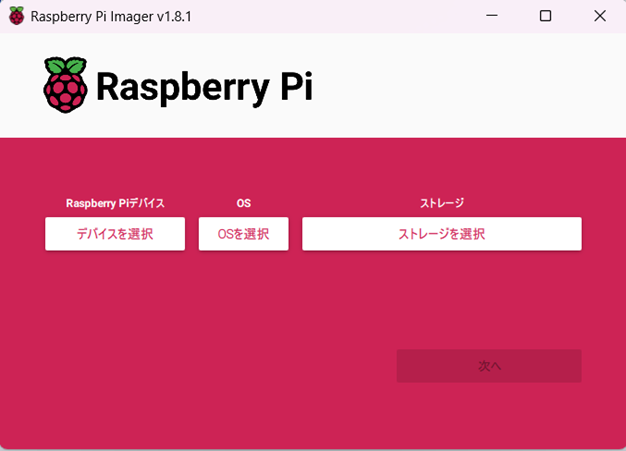 Raspberry Pi Imager v1.8.1
Raspberry Pi
Raspberry Piデバイス
OS
ストレージ
デバイスを選択
OSを選択
ストレージを選択
次へ